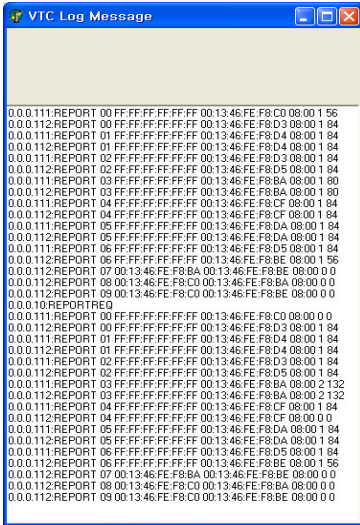 VTC Log Message
0.0.0.111:REPORT 00 FF:FF:FF:FF:FF:FF 00:13:46:FE:F8:C0 08:00 1 56
0.0.0.112:REPORT 00 FF:FF:FF:FF:FF:FF 00:13:46:FE:F8:D3 08:00 1 84
0.0.0.111:REPORT 01 FF:FF:FF:FF:FF:FF 00:13:46:FE:F8:D4 08:00 1 84
0.0.0.112:REPORT 01 FF:FF:FF:FF:FF:FF 00:13:46:FE:F8:D4 08:00 1 84
0.0.0.111:REPORT 02 FF:FF:FF:FF:FF:FF 00:13:46:FE:F8:D3 08:00 1 84
0.0.0.112:REPORT 02 FF:FF:FF:FF:FF:FF 00:13:46:FE:F8:D5 08:00 1 84
0.0.0.111:REPORT 03 FF:FF:FF:FF:FF:FF 00:13:46:FE:F8:BA 08:00 1 80
0.0.0.112:REPORT 03 FF:FF:FF:FF:FF:FF 00:13:46:FE:F8:BA 08:00 1 80
0.0.0.111:REPORT 04 FF:FF:FF:FF:FF:FF 00:13:46:FE:F8:CF 08:00 1 84
0.0.0.112:REPORT 04 FF:FF:FF:FF:FF:FF 00:13:46:FE:F8:CF 08:00 1 84
0.0.0.111:REPORT 05 FF:FF:FF:FF:FF:FF 00:13:46:FE:F8:DA 08:00 1 84
0.0.0.112:REPORT 05 FF:FF:FF:FF:FF:FF 00:13:46:FE:F8:DA 08:00 1 84
0.0.0.111:REPORT 06 FF:FF:FF:FF:FF:FF 00:13:46:FE:F8:D5 08:00 1 84
0.0.0.112:REPORT 06 FF:FF:FF:FF:FF:FF 00:13:46:FE:F8:BE 08:00 1 56
0.0.0.112:REPORT 07 00:13:46:FE:F8:BA 00:13:46:FE:F8:BE 08:00 0 0
0.0.0.112:REPORT 08 00:13:46:FE:F8:C0 00:13:46:FE:F8:BA 08:00 0 0
0.0.0.112:REPORT 09 00:13:46:FE:F8:C0 00:13:46:FE:F8:BE 08:00 0 0
0.0.0.10:REPORTREQ
0.0.0.111:REPORT 00 FF:FF:FF:FF:FF:FF 00:13:46:FE:F8:C0 08:00 0 0
0.0.0.112:REPORT 00 FF:FF:FF:FF:FF:FF 00:13:46:FE:F8:D3 08:00 1 84
0.0.0.111:REPORT 01 FF:FF:FF:FF:FF:FF 00:13:46:FE:F8:D4 08:00 1 84
0.0.0.112:REPORT 01 FF:FF:FF:FF:FF:FF 00:13:46:FE:F8:D4 08:00 1 84
0.0.0.111:REPORT 02 FF:FF:FF:FF:FF:FF 00:13:46:FE:F8:D3 08:00 1 84
0.0.0.112:REPORT 02 FF:FF:FF:FF:FF:FF 00:13:46:FE:F8:D5 08:00 1 84
0.0.0.111:REPORT 03 FF:FF:FF:FF:FF:FF 00:13:46:FE:F8:BA 08:00 2 132
0.0.0.112:REPORT 03 FF:FF:FF:FF:FF:FF 00:13:46:FE:F8:BA 08:00 2 132
0.0.0.111:REPORT 04 FF:FF:FF:FF:FF:FF 00:13:46:FE:F8:CF 08:00 1 84
0.0.0.112:REPORT 04 FF:FF:FF:FF:FF:FF 00:13:46:FE:F8:CF 08:00 0 0
0.0.0.111:REPORT 05 FF:FF:FF:FF:FF:FF 00:13:46:FE:F8:DA 08:00 1 84
0.0.0.112:REPORT 05 FF:FF:FF:FF:FF:FF 00:13:46:FE:F8:DA 08:00 1 84
0.0.0.111:REPORT 06 FF:FF:FF:FF:FF:FF 00:13:46:FE:F8:D5 08:00 1 84
0.0.0.112:REPORT 06 FF:FF:FF:FF:FF:FF 00:13:46:FE:F8:BE 08:00 1 56
0.0.0.112:REPORT 07 00:13:46:FE:F8:BA 00:13:46:FE:F8:BE 08:00 0 0
0.0.0.112:REPORT 08 00:13:46:FE:F8:C0 00:13:46:FE:F8:BA 08:00 0 0
0.0.0.112:REPORT 09 00:13:46:FE:F8:C0 00:13:46:FE:F8:BE 08:00 0 0